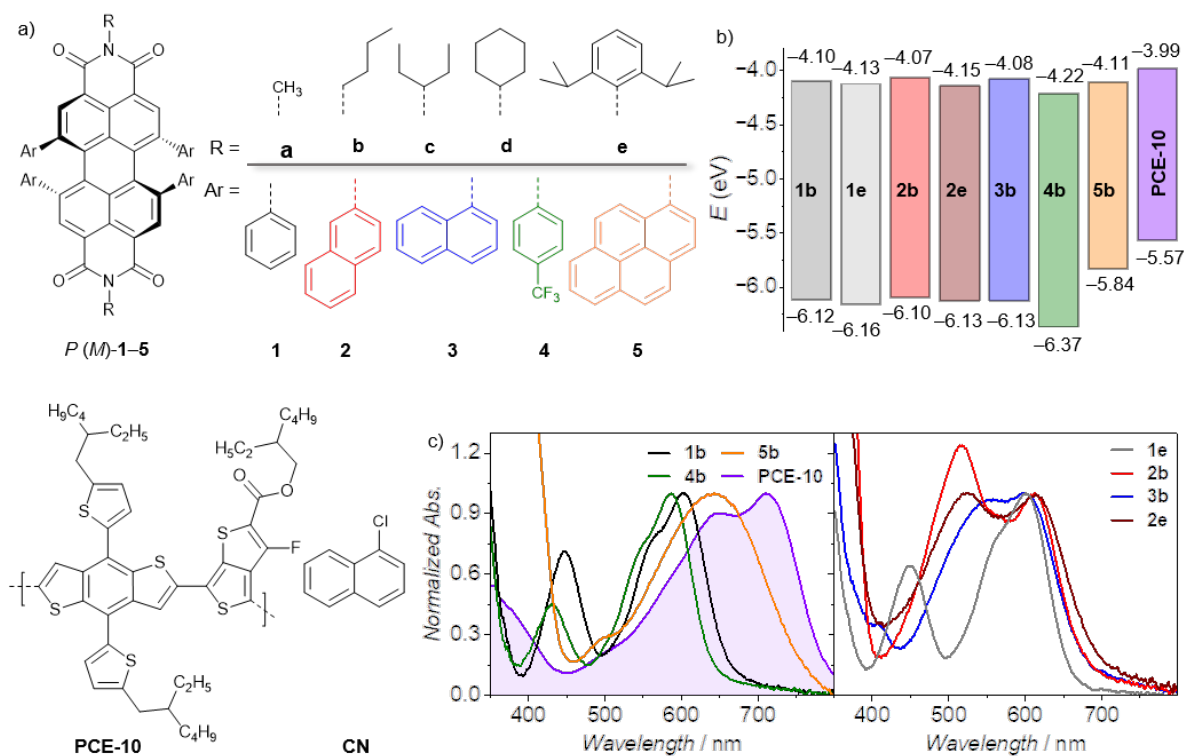 a)
R
O N O
Ar Ar
Ar Ar
O N O
R
P (M)-1–5
R =
CH3
a b c d e
Ar =
CF3
1 2 3 4 5
b)
E (eV)
−4.0
−4.5
−5.0
−5.5
−6.0
−4.10 −4.13 −4.07 −4.15 −4.08 −4.22 −4.11 −3.99
1b 1e 2b 2e 3b 4b 5b PCE-10
−6.12 −6.16 −6.10 −6.13 −6.13 −6.37 −5.84 −5.57
H9C4
C2H5
S
S
S
S
C2H5
C4H9
C4H9
H5C2
O
O
S
F
S
PCE-10
Cl
CN
c)
Normalized Abs.
1.2
0.9
0.6
0.3
0.0
1b 5b
4b PCE-10
400 500 600 700
Wavelength / nm
1e
2b
3b
2e
400 500 600 700
Wavelength / nm